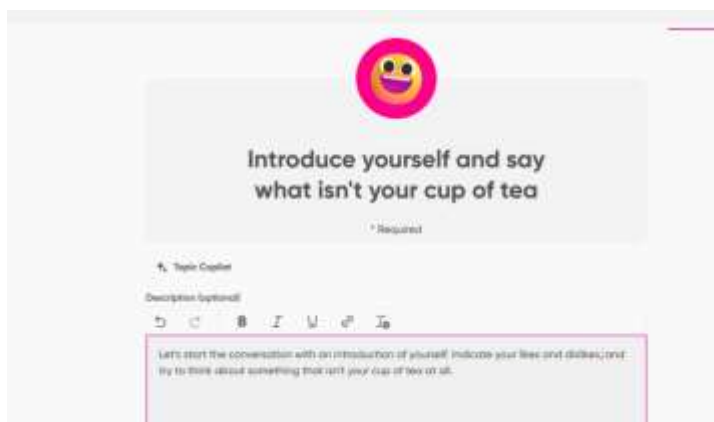 Introduce yourself and say
what isn't your cup of tea
* Required
Topic Copilot
Description (optional)
B I U
Let's start the conversation with an introduction of yourself. Indicate your likes and dislikes, and
try to think about something that isn't your cup of tea at all.